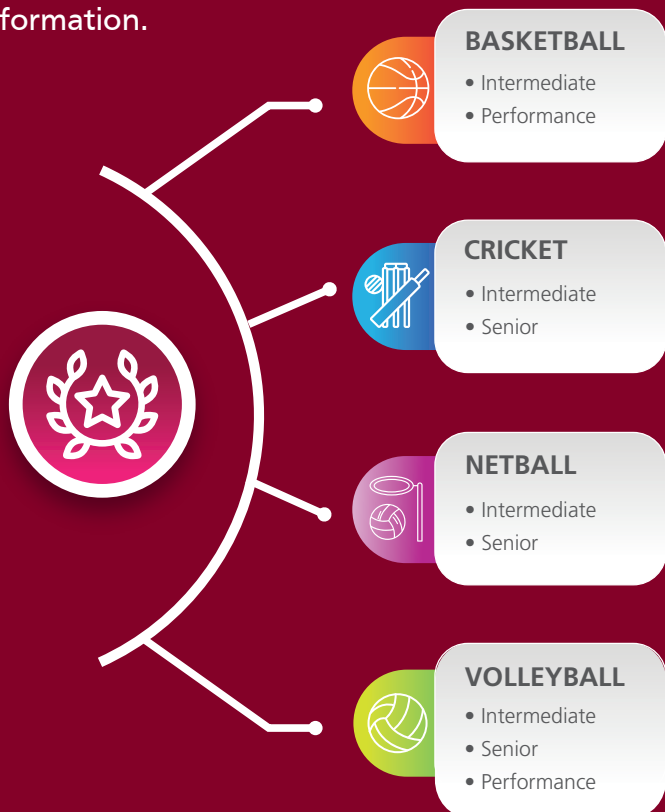 formation.
BASKETBALL
• Intermediate
• Performance
CRICKET
• Intermediate
• Senior
NETBALL
• Intermediate
• Senior
VOLLEYBALL
• Intermediate
• Senior
• Performance